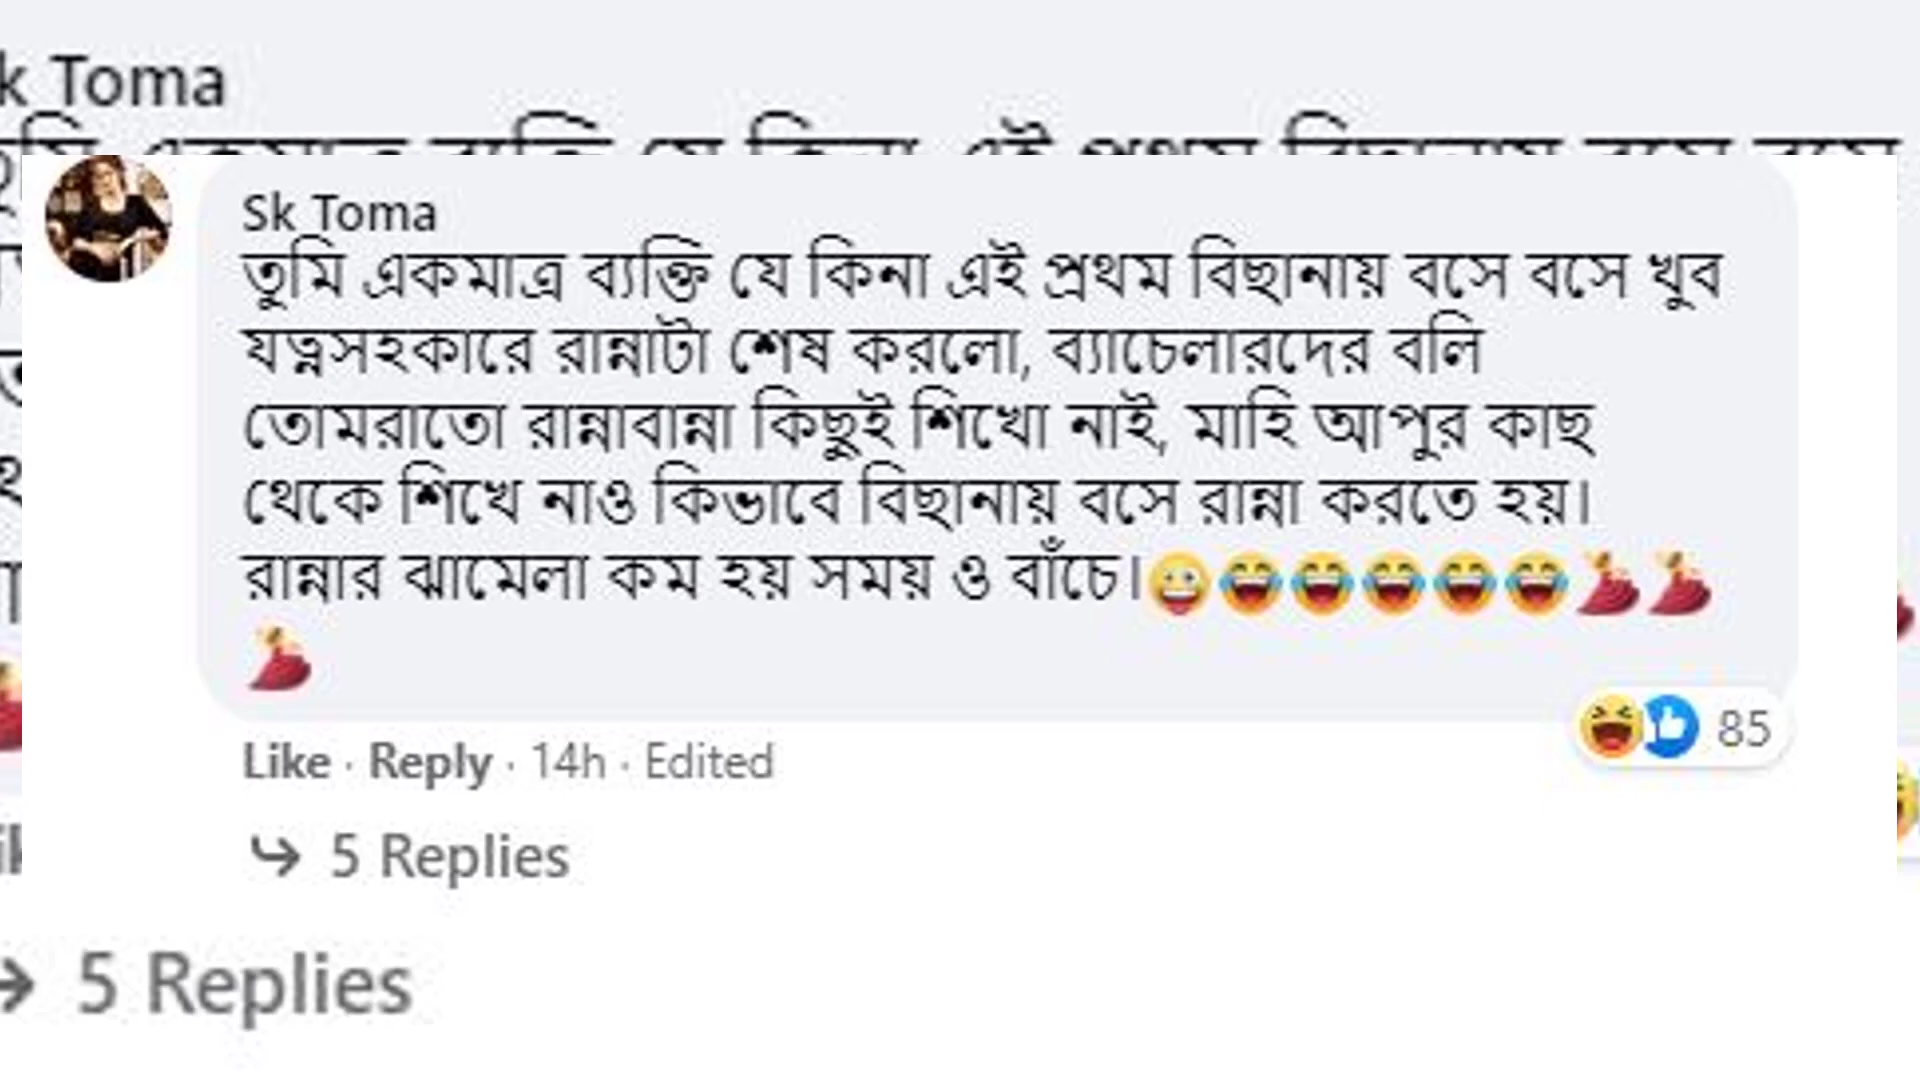 k Toma
Sk Toma
তুমি একমাত্র ব্যক্তি যে কিনা এই প্রথম বিছানায় বসে বসে খুব
যত্নসহকারে রান্নাটা শেষ করলো, ব্যাচেলারদের বলি
তোমরাতো রান্নাবান্না কিছুই শিখো নাই, মাহি আপুর কাছ
থেকে শিখে নাও কিভাবে বিছানায় বসে রান্না করতে হয়।
রান্নার ঝামেলা কম হয় সময় ও বাঁচে।😀😂😂😂😂😂💃💃
💃
85
Like · Reply · 14h · Edited
5 Replies
5 Replies